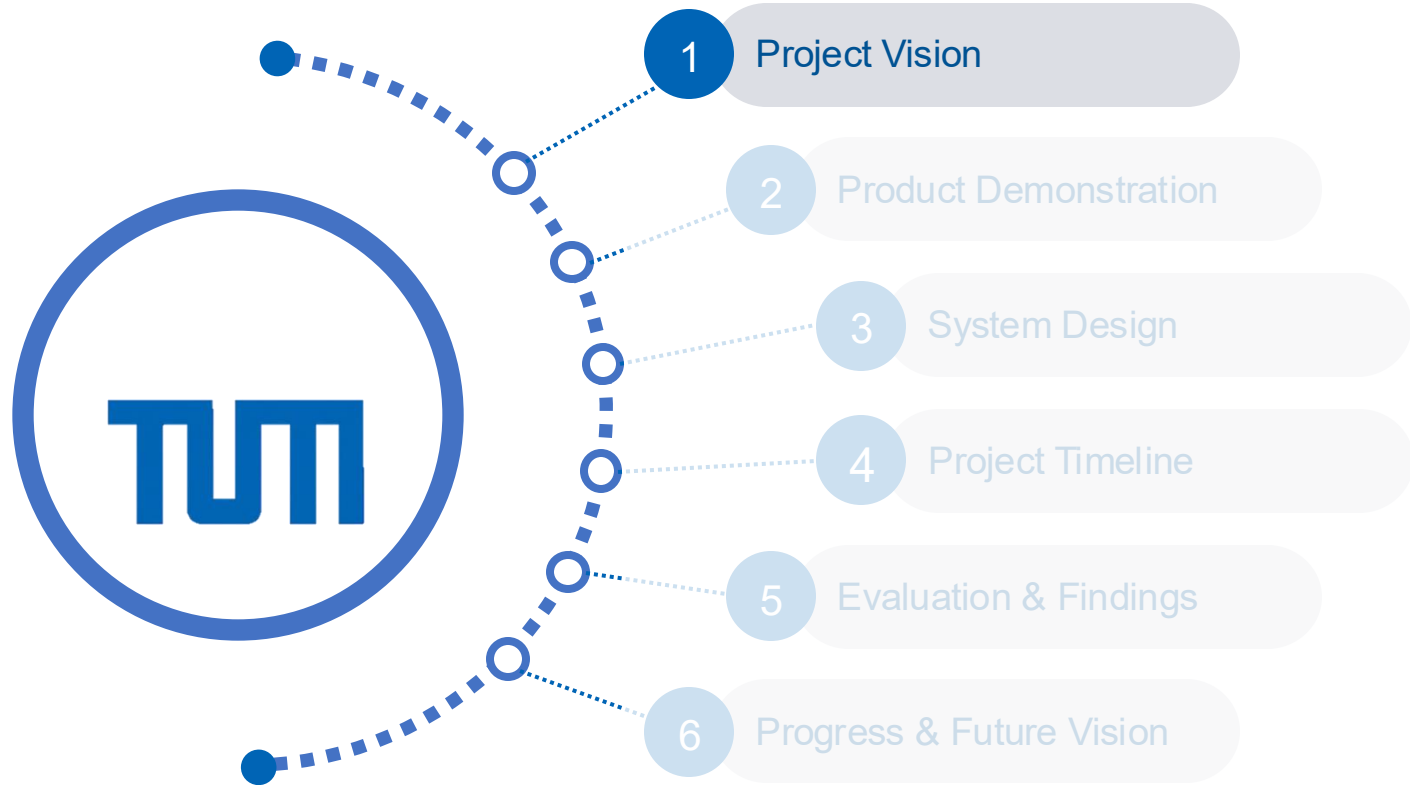 TUM
1 Project Vision
2 Product Demonstration
3 System Design
4 Project Timeline
5 Evaluation & Findings
6 Progress & Future Vision